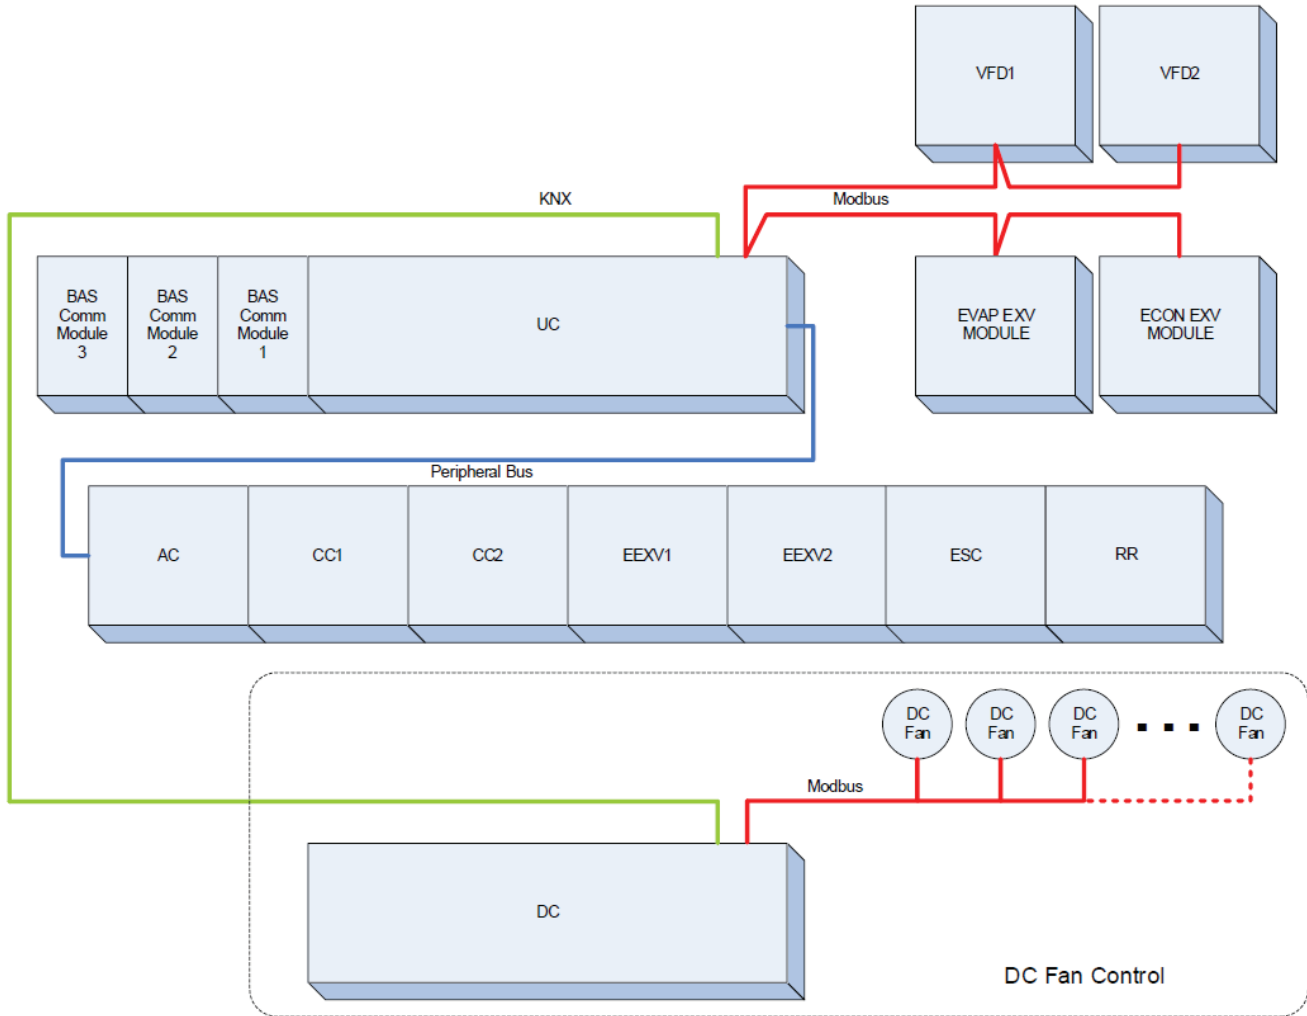 VFD1
VFD2
KNX
Modbus
BAS
Comm
Module
3
BAS
Comm
Module
2
BAS
Comm
Module
1
UC
EVAP EXV
MODULE
ECON EXV
MODULE
Peripheral Bus
AC
CC1
CC2
EEXV1
EEXV2
ESC
RR
DC
Fan
DC
Fan
DC
Fan
DC
Fan
Modbus
DC
DC Fan Control